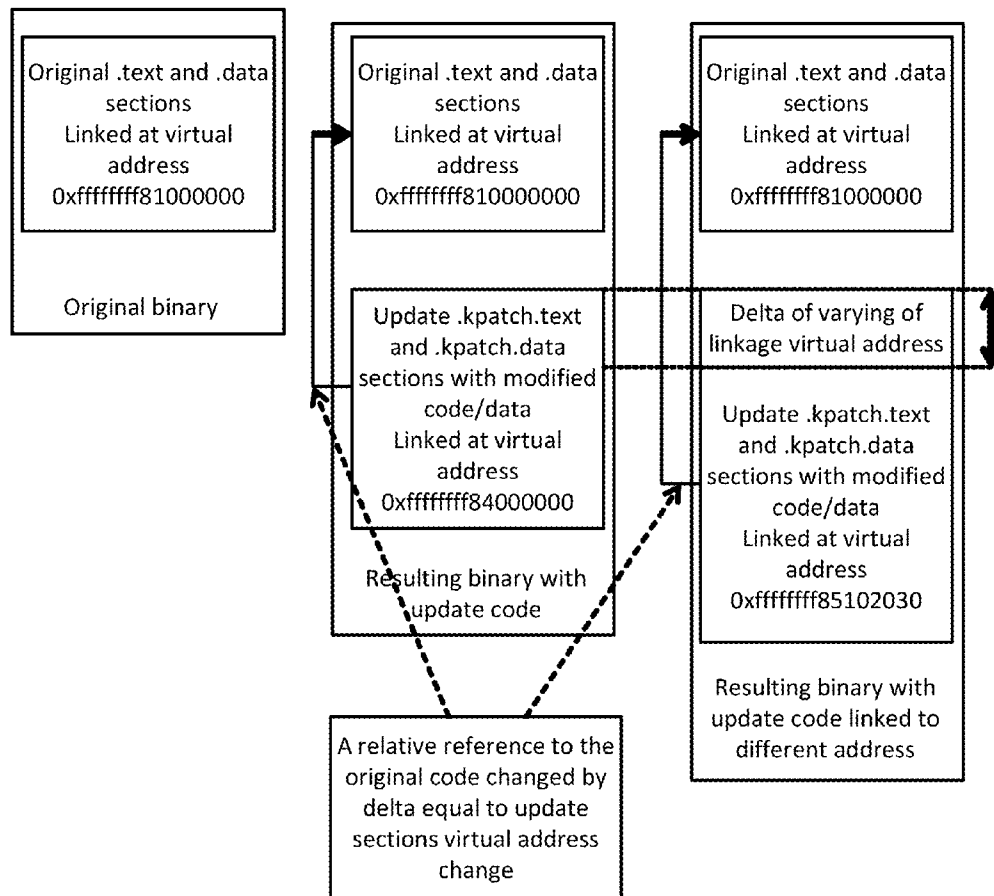 Original .text and .data
sections
Linked at virtual
address
0xffffffff81000000
Original binary
Original .text and .data
sections
Linked at virtual
address
0xffffffff810000000
Update .kpatch.text
and .kpatch.data
sections with modified
code/data
Linked at virtual
address
0xffffffff84000000
Resulting binary with
update code
Original .text and .data
sections
Linked at virtual
address
0xffffffff81000000
Delta of varying of
linkage virtual address
Update .kpatch.text
and .kpatch.data
sections with modified
code/data
Linked at virtual
address
0xffffffff85102030
Resulting binary with
update code linked to
different address
A relative reference to the
original code changed by
delta equal to update
sections virtual address
change